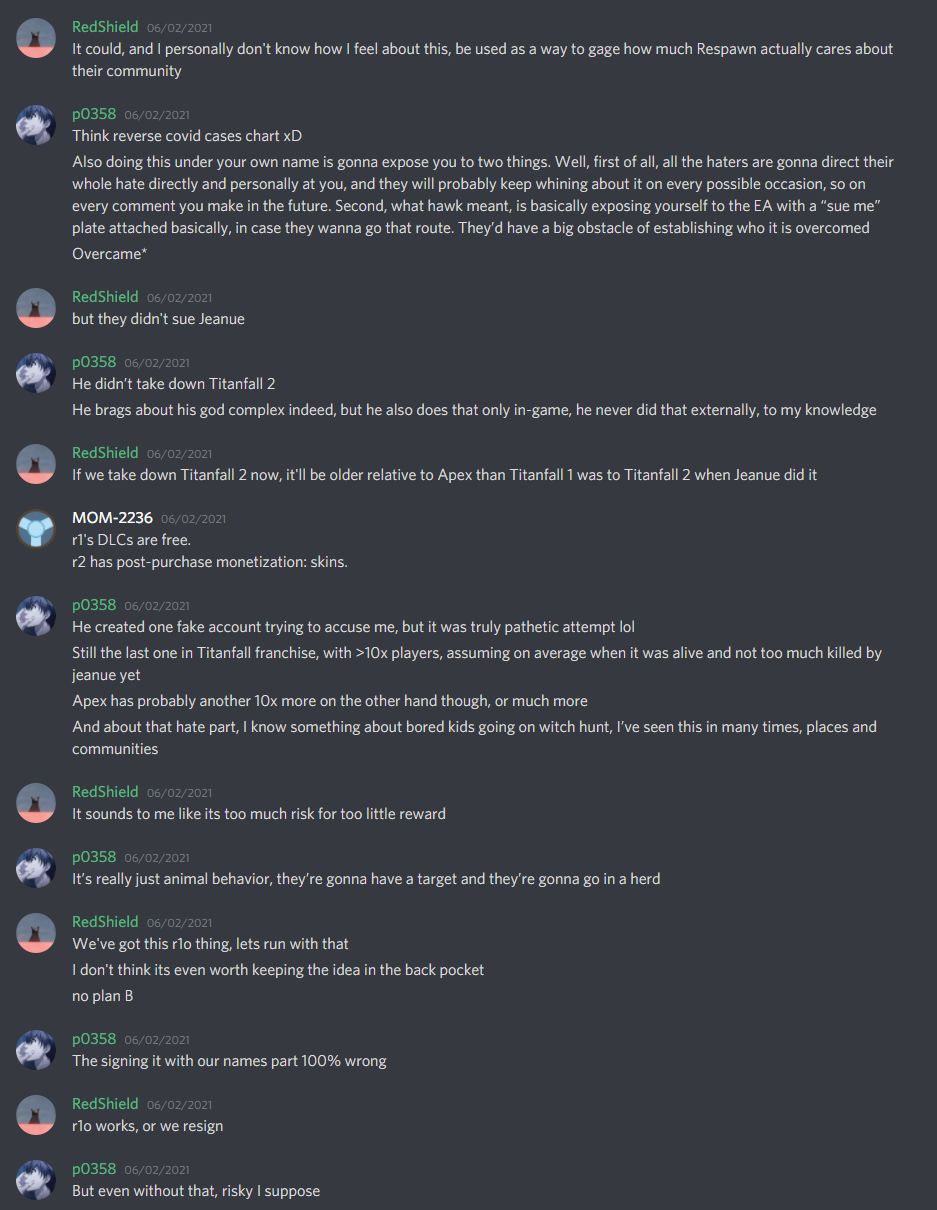 RedShield 06/02/2021
It could, and I personally don't know how I feel about this, be used as a way to gage how much Respawn actually cares about
their community
p0358 06/02/2021
Think reverse covid cases chart xD
Also doing this under your own name is gonna expose you to two things. Well, first of all, all the haters are gonna direct their
whole hate directly and personally at you, and they will probably keep whining about it on every possible occasion, so on
every comment you make in the future. Second, what hawk meant, is basically exposing yourself to the EA with a “sue me”
plate attached basically, in case they wanna go that route. They’d have a big obstacle of establishing who it is overcomed
Overcame*
RedShield 06/02/2021
but they didn't sue Jeanue
p0358 06/02/2021
He didn’t take down Titanfall 2
He brags about his god complex indeed, but he also does that only in-game, he never did that externally, to my knowledge
RedShield 06/02/2021
If we take down Titanfall 2 now, it'll be older relative to Apex than Titanfall 1 was to Titanfall 2 when Jeanue did it
MOM-2236 06/02/2021
r1's DLCs are free.
r2 has post-purchase monetization: skins.
p0358 06/02/2021
He created one fake account trying to accuse me, but it was truly pathetic attempt lol
Still the last one in Titanfall franchise, with >10x players, assuming on average when it was alive and not too much killed by
jeanue yet
Apex has probably another 10x more on the other hand though, or much more
And about that hate part, I know something about bored kids going on witch hunt, I’ve seen this in many times, places and
communities
RedShield 06/02/2021
It sounds to me like its too much risk for too little reward
p0358 06/02/2021
It’s really just animal behavior, they’re gonna have a target and they’re gonna go in a herd
RedShield 06/02/2021
We've got this r1o thing, lets run with that
I don't think its even worth keeping the idea in the back pocket
no plan B
p0358 06/02/2021
The signing it with our names part 100% wrong
RedShield 06/02/2021
r1o works, or we resign
p0358 06/02/2021
But even without that, risky I suppose